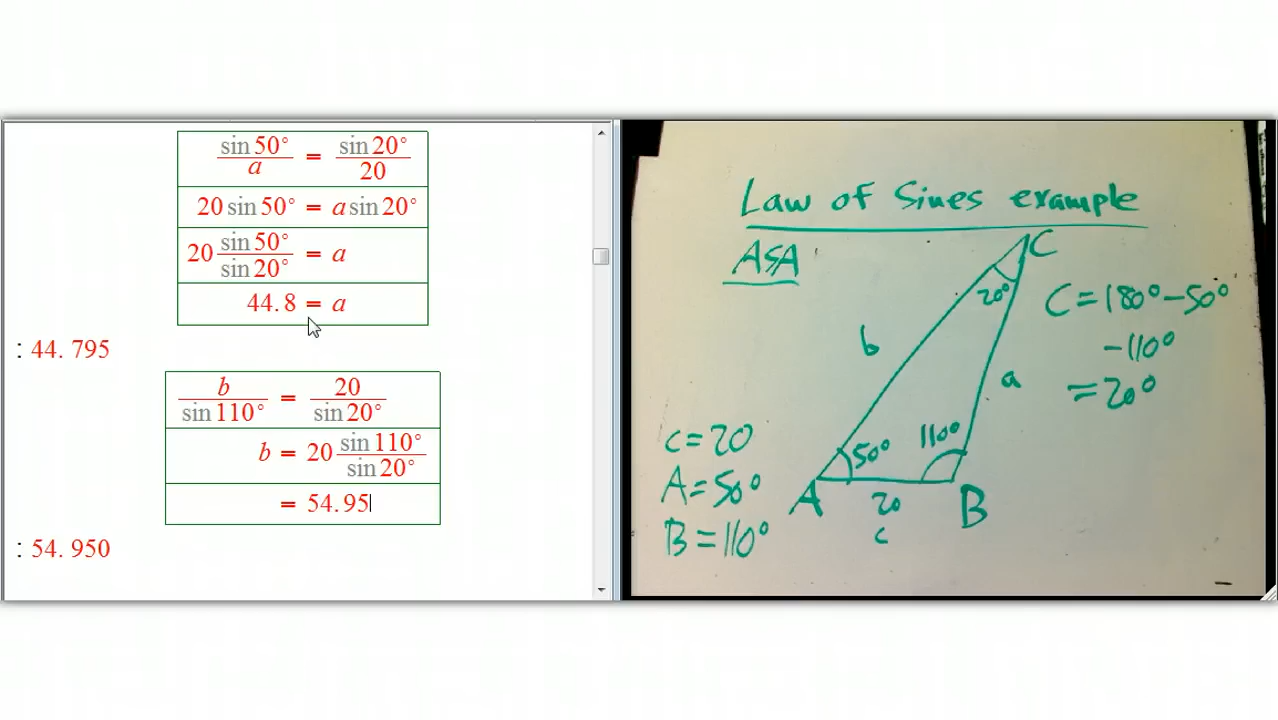 sin 50° / a = sin 20° / 20
20 sin 50° = a sin 20°
20 sin 50° / sin 20° = a
44.8 = a
: 44.795
b / sin 110° = 20 / sin 20°
b = 20 sin 110° / sin 20°
= 54.95
: 54.950
Law of Sines example
ASA
C
20°
C = 180° - 50°
- 110°
= 20°
b
a
c = 20
A = 50°
B = 110°
50°
110°
A
20
B
c